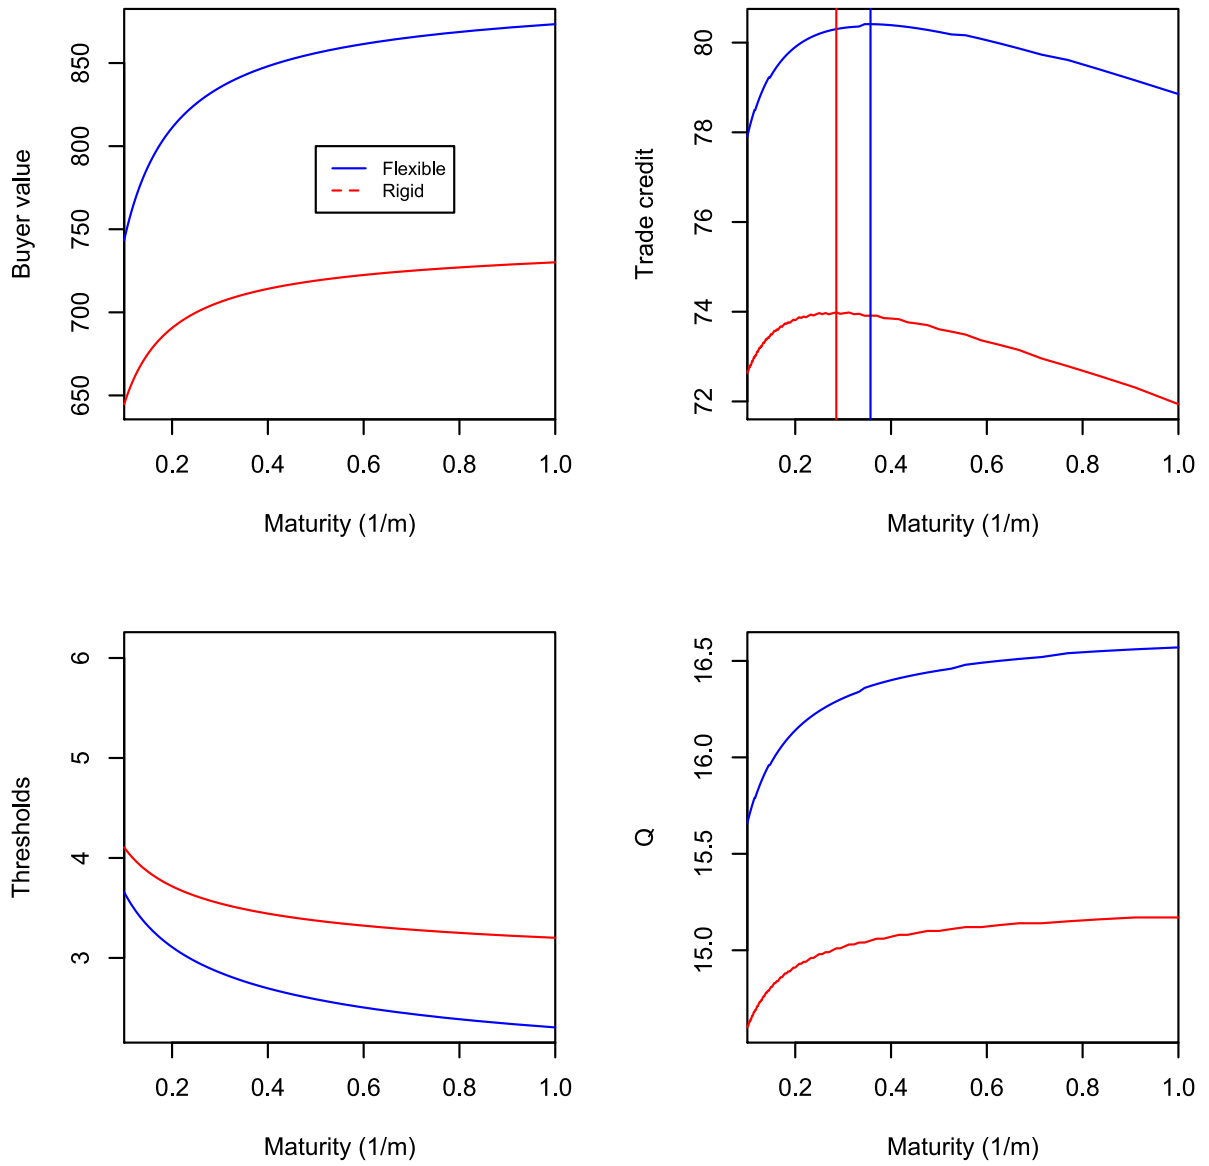 Buyer value
850
800
750
700
650
Flexible
Rigid
0.2 0.4 0.6 0.8 1.0
Maturity (1/m)
Trade credit
80
78
76
74
72
0.2 0.4 0.6 0.8 1.0
Maturity (1/m)
Thresholds
6
5
4
3
0.2 0.4 0.6 0.8 1.0
Maturity (1/m)
Q
16.5
16.0
15.5
15.0
0.2 0.4 0.6 0.8 1.0
Maturity (1/m)